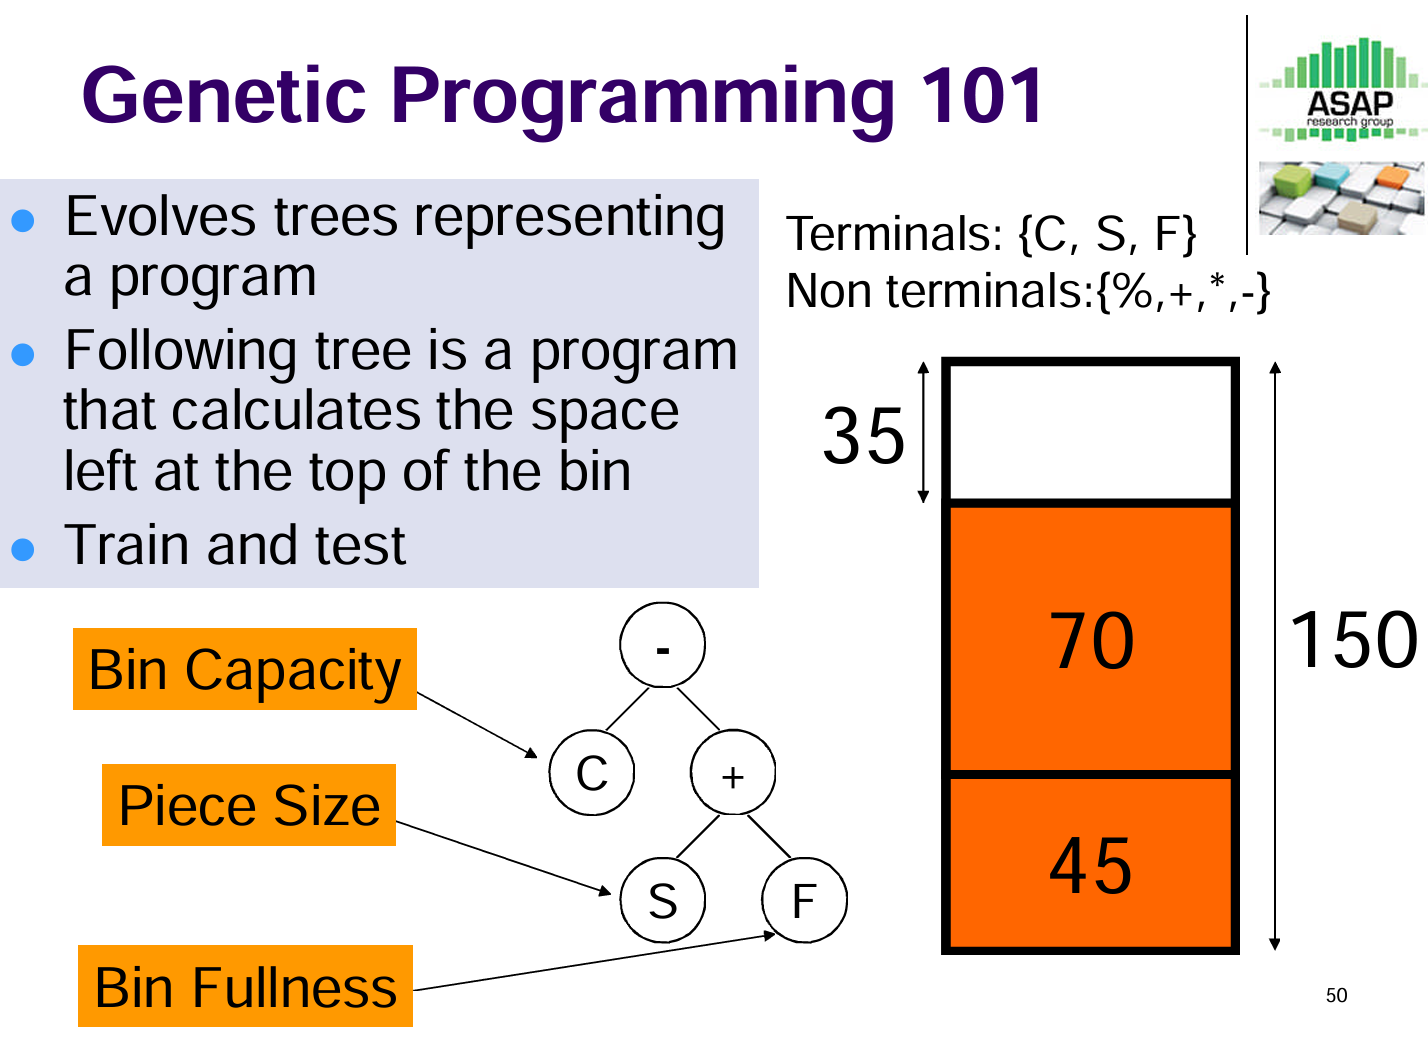 Genetic Programming 101
ASAP
research group
● Evolves trees representing
a program
● Following tree is a program
that calculates the space
left at the top of the bin
● Train and test
Terminals: {C, S, F}
Non terminals:{%,+,*,-}
35
70
150
45
Bin Capacity
Piece Size
Bin Fullness
-
C
+
S
F
50